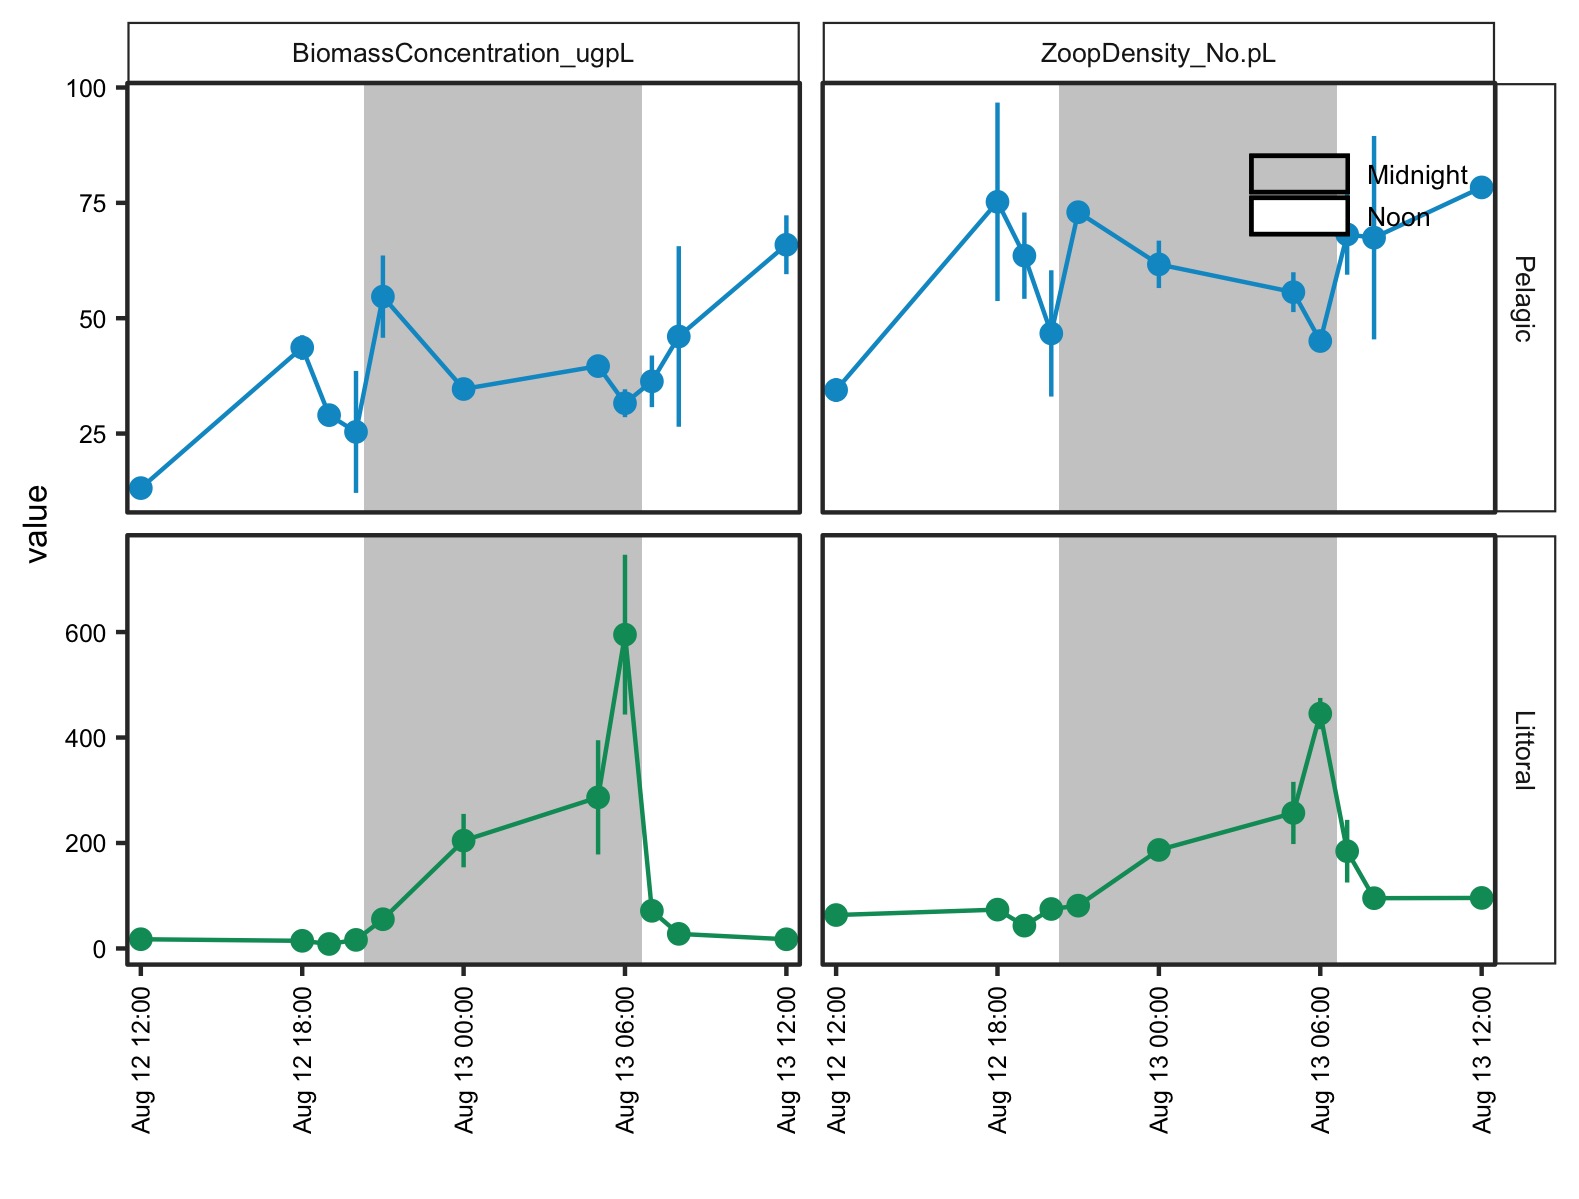 BiomassConcentration_ugpL
ZoopDensity_No.pL
100
75
50
25
Midnight
Noon
Pelagic
value
600
400
200
0
Littoral
Aug 12 12:00
Aug 12 18:00
Aug 13 00:00
Aug 13 06:00
Aug 13 12:00
Aug 12 12:00
Aug 12 18:00
Aug 13 00:00
Aug 13 06:00
Aug 13 12:00